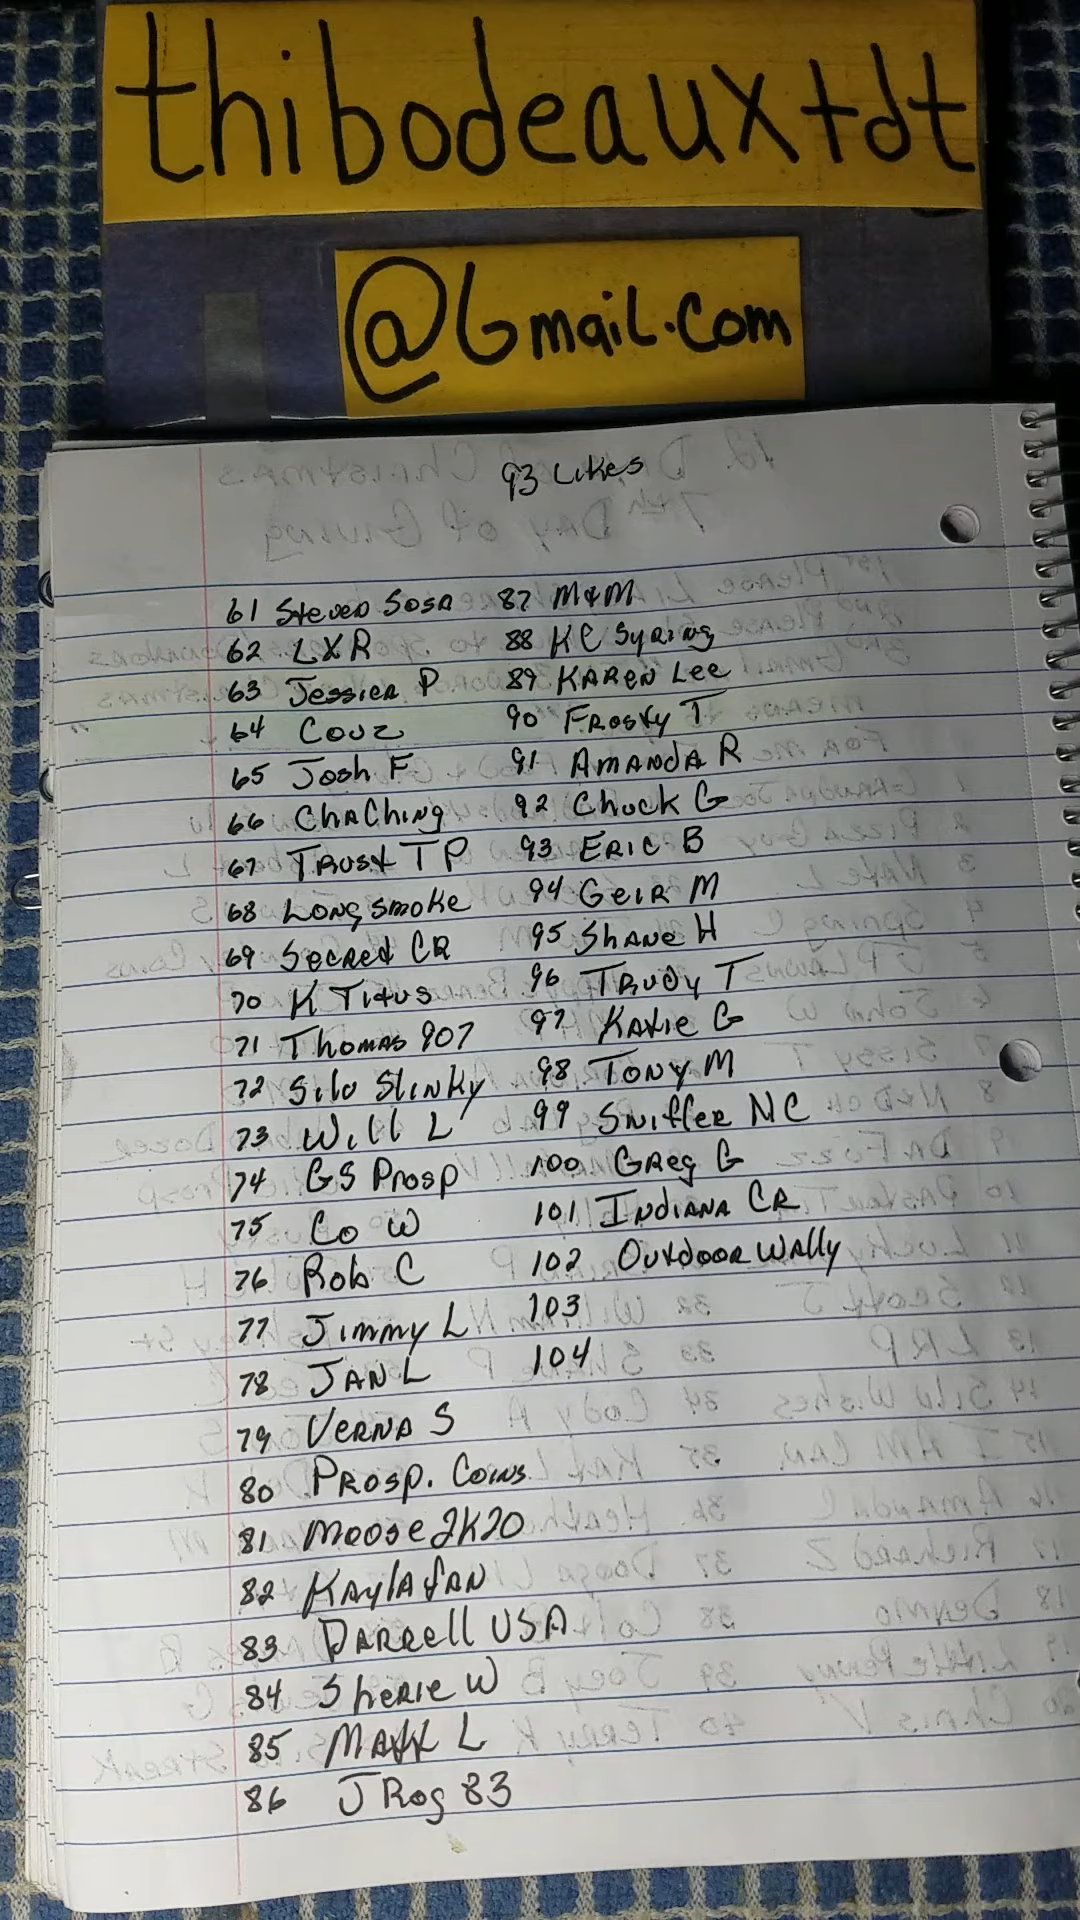 thibodeauxtdt
@Gmail.com
93 Likes
61 Steven Sosa 87 M&M
62 LXR 88 KC Syring
63 Jessica P 89 Karen Lee
64 Couz 90 Frosty T
65 Josh F 91 Amanda R
66 ChaChing 92 Chuck G
67 Trust TP 93 Eric B
68 Longsmoke 94 Geir M
69 Secret CR 95 Shane H
70 K Titus 96 Trudy T
71 Thomas 907 97 Katie G
72 Silv Slinky 98 Tony M
73 Will L 99 Sniffer NC
74 GS Prosp 100 Greg G
75 Co W 101 Indiana CR
76 Rob C 102 Outdoor Wally
77 Jimmy L 103
78 Jan L 104
79 Verna S
80 Prosp. Coins
81 Moose2K20
82 Kayla fan
83 Darrell USA
84 Sherie W
85 Matt L
86 J Rog 83